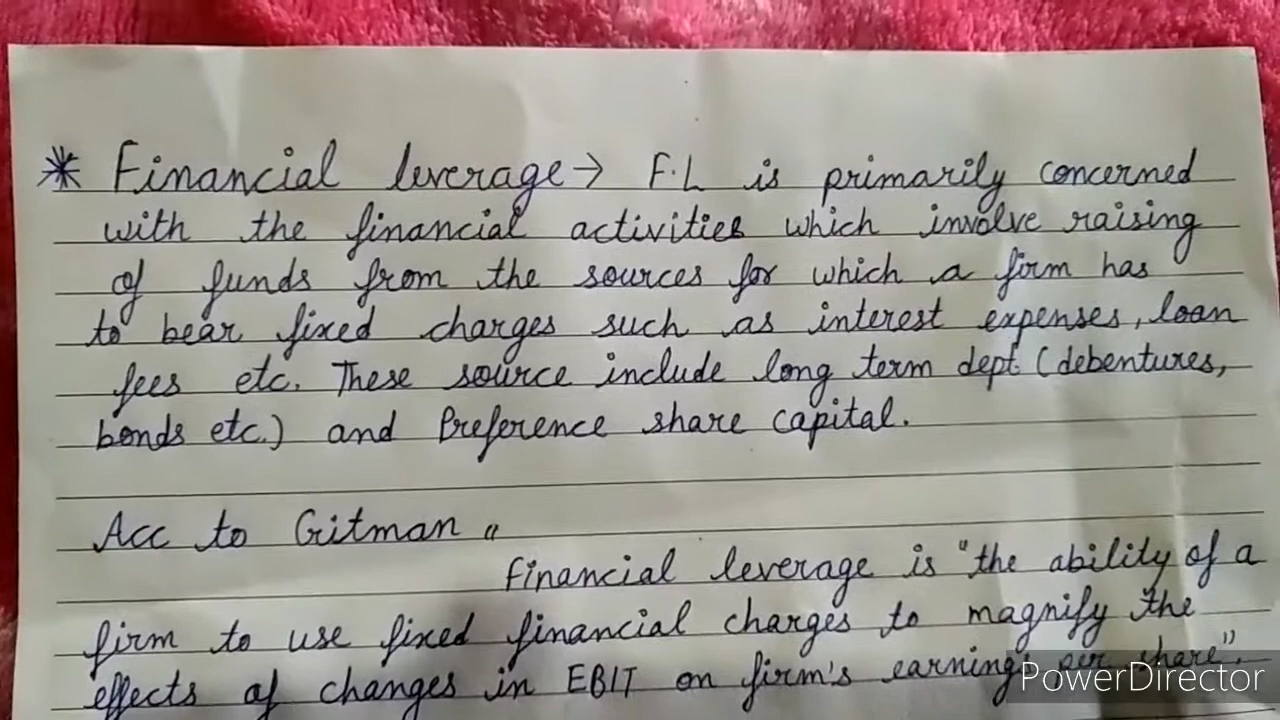 * Financial leverage → F.L is primarily concerned
with the financial activities which involve raising
of funds from the sources for which a firm has
to bear fixed charges such as interest expenses, loan
fees etc. These source include long term dept (debentures,
bonds etc.) and Preference share capital.
Acc to Gitman "
Financial leverage is "the ability of a
firm to use fixed financial charges to magnify the
effects of changes in EBIT on firm's earnings per share".
PowerDirector